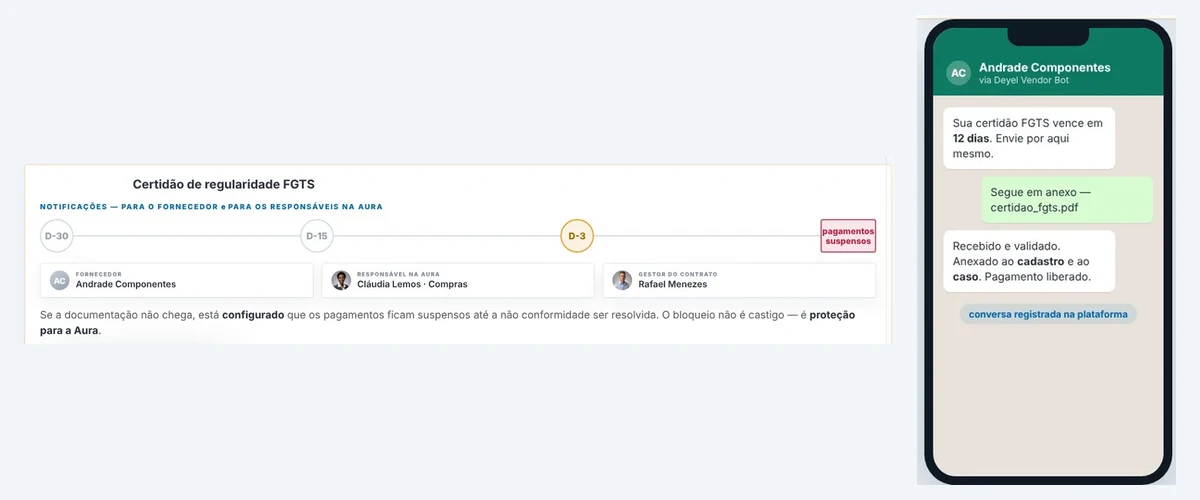 Certidão de regularidade FGTS
NOTIFICAÇÕES — PARA O FORNECEDOR e PARA OS RESPONSÁVEIS NA AURA
D-30
D-15
D-3
pagamentos
suspensos
AC
FORNECEDOR
Andrade Componentes
RESPONSÁVEL NA AURA
Cláudia Lemos · Compras
GESTOR DO CONTRATO
Rafael Menezes
Se a documentação não chega, está configurado que os pagamentos ficam suspensos até a não conformidade ser resolvida. O bloqueio não é castigo — é proteção
para a Aura.
AC
Andrade Componentes
via Deyel Vendor Bot
Sua certidão FGTS vence em
12 dias. Envie por aqui
mesmo.
Segue em anexo —
certidao_fgts.pdf
Recebido e validado.
Anexado ao cadastro e ao
caso. Pagamento liberado.
conversa registrada na plataforma